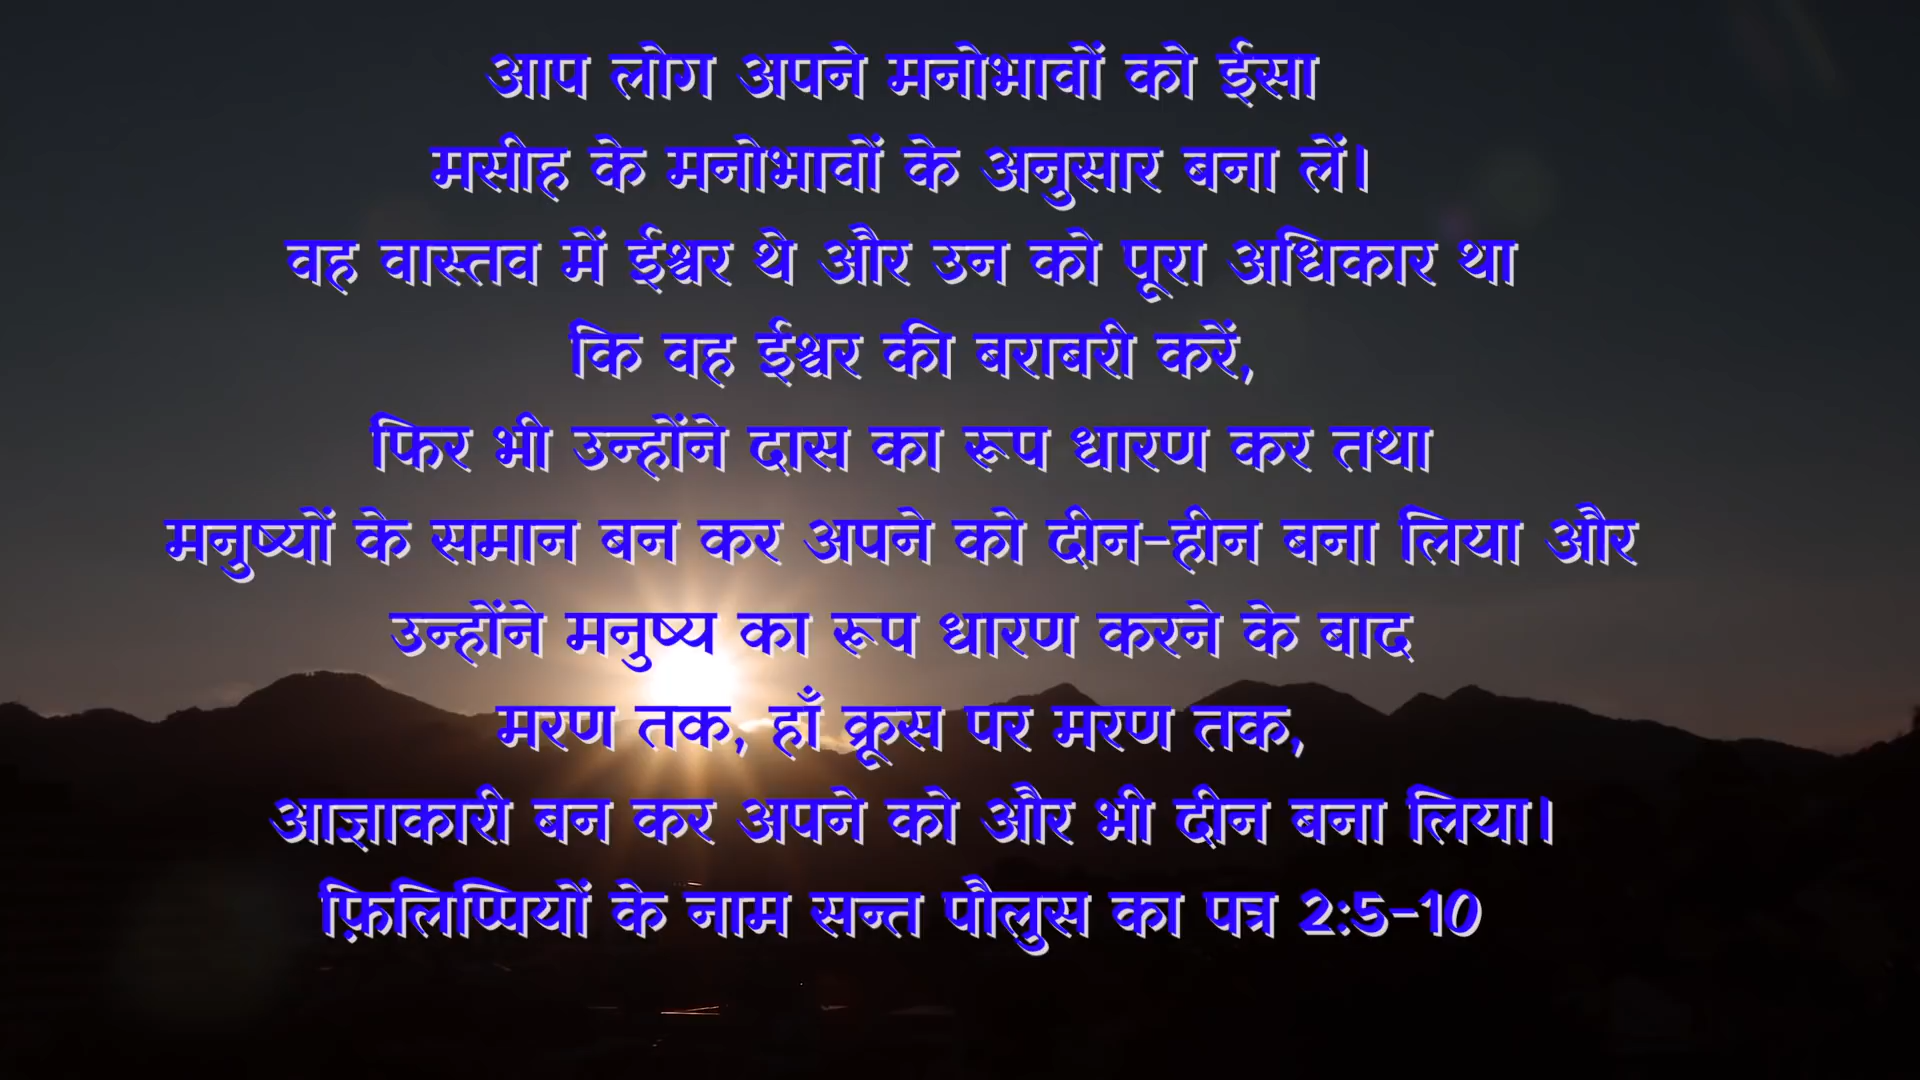 आप लोग अपने मनोभावों को ईसा
मसीह के मनोभावों के अनुसार बना लें।
वह वास्तव में ईश्वर थे और उन को पूरा अधिकार था
कि वह ईश्वर की बराबरी करें,
फिर भी उन्होंने दास का रूप धारण कर तथा
मनुष्यों के समान बन कर अपने को दीन-हीन बना लिया और
उन्होंने मनुष्य का रूप धारण करने के बाद
मरण तक, हाँ क्रूस पर मरण तक,
आज्ञाकारी बन कर अपने को और भी दीन बना लिया।
फ़िलिप्पियों के नाम सन्त पौलुस का पत्र 2:5-10